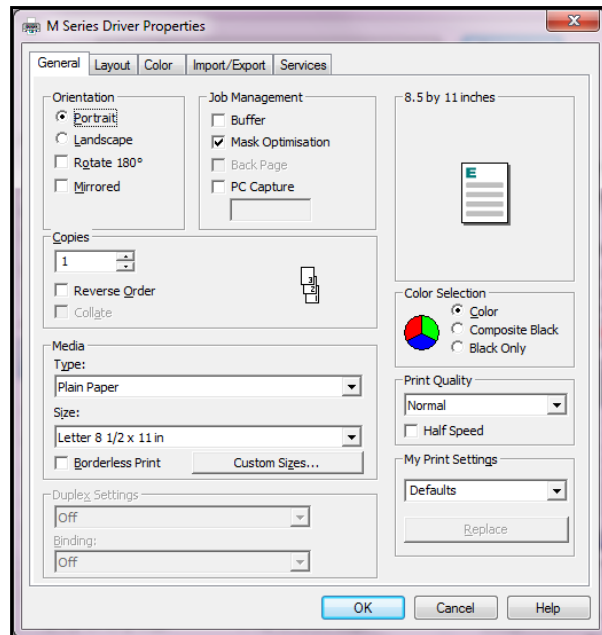 M Series Driver Properties
General Layout Color Import/Export Services
Orientation
Portrait
Landscape
Rotate 180°
Mirrored
Job Management
Buffer
Mask Optimisation
Back Page
PC Capture
8.5 by 11 inches
E
Copies
1
Reverse Order
Collate
3
2
1
Color Selection
Color
Composite Black
Black Only
Media
Type:
Plain Paper
Size:
Letter 8 1/2 x 11 in
Borderless Print
Custom Sizes...
Print Quality
Normal
Half Speed
My Print Settings
Defaults
Replace
Duplex Settings
Off
Binding:
Off
OK Cancel Help